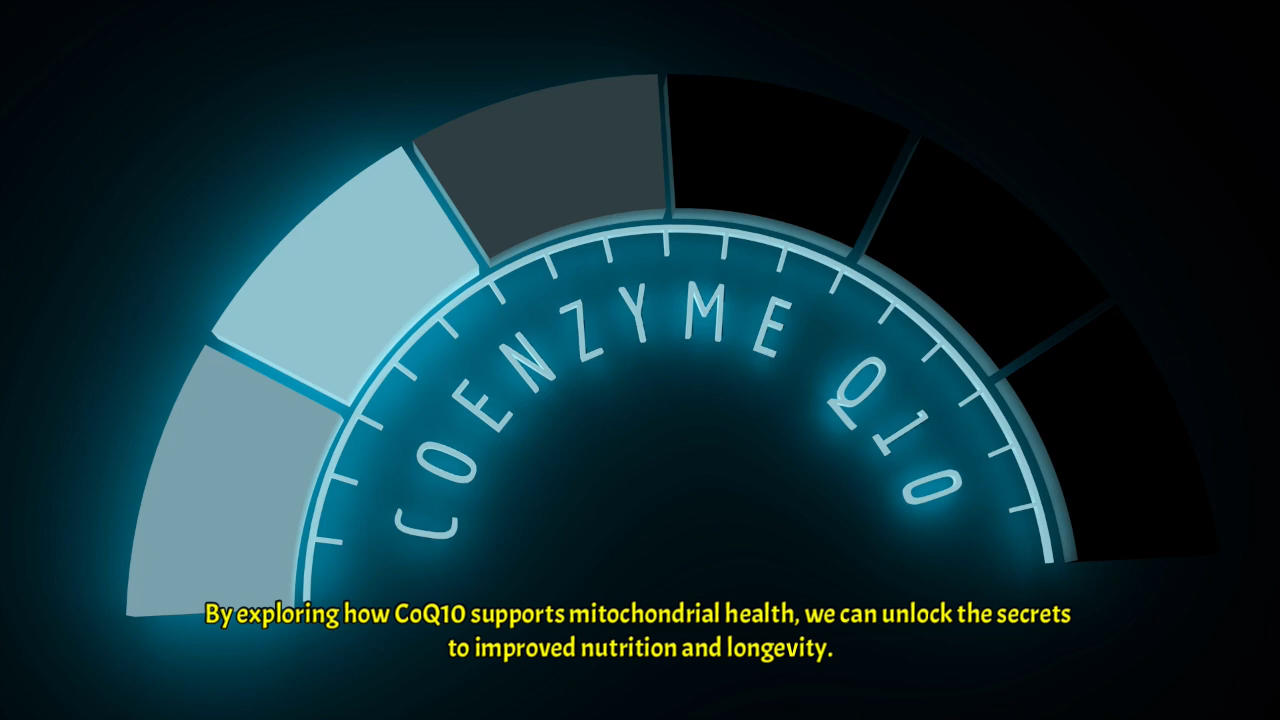 COENZYME Q10
By exploring how CoQ10 supports mitochondrial health, we can unlock the secrets
to improved nutrition and longevity.